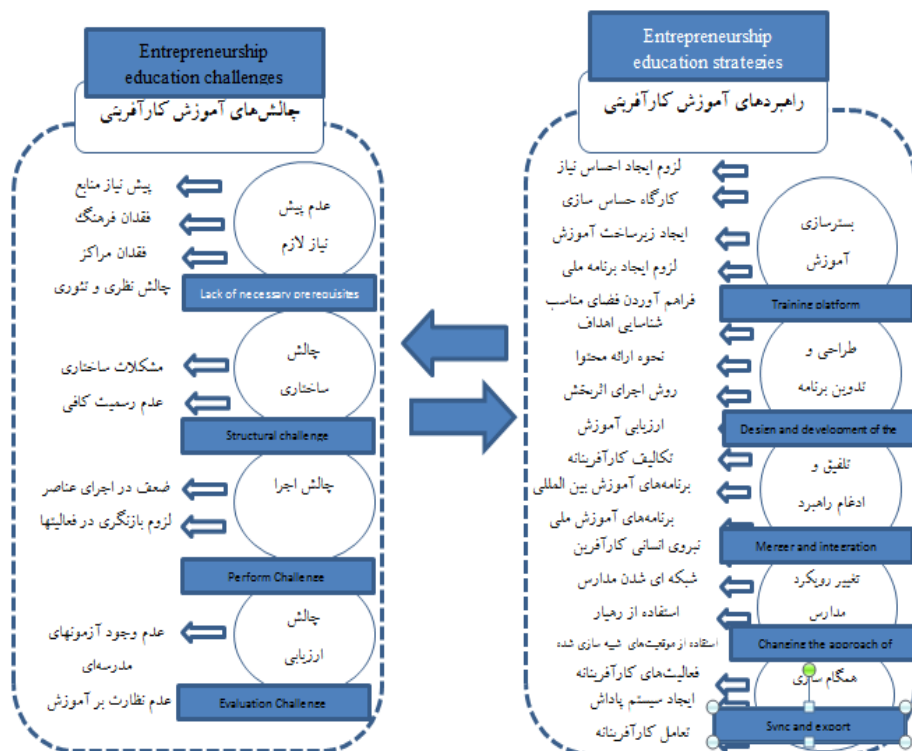 Entrepreneurship
education challenges
چالش‌های آموزش کارآفرینی
عدم پیش
نیاز لازم
Lack of necessary prerequisites
پیش نیاز منابع
فقدان فرهنگ
فقدان مراکز
چالش نظری و تئوری
چالش
ساختاری
Structural challenge
مشکلات ساختاری
عدم رسمیت کافی
چالش اجرا
Perform Challenge
ضعف در اجرای عناصر
لزوم بازنگری در فعالیتها
چالش
ارزیابی
Evaluation Challenge
عدم وجود آزمونهای
مدرسه‌ای
عدم نظارت بر آموزش
Entrepreneurship
education strategies
راهبردهای آموزش کارآفرینی
بسترسازی
آموزش
Training platform
لزوم ایجاد احساس نیاز
کارگاه حساس سازی
ایجاد زیرساخت آموزش
لزوم ایجاد برنامه ملی
فراهم آوردن فضای مناسب
طراحی و
تدوین برنامه
Design and development of the
شناسایی اهداف
نحوه ارائه محتوا
روش اجرای اثربخش
ارزیابی آموزش
تلفیق و
ادغام راهبرد
Merger and integration
تکالیف کارآفرینانه
برنامه‌های آموزش بین المللی
برنامه‌های آموزش ملی
تغییر رویکرد
مدارس
Changing the approach of
نیروی انسانی کارآفرین
شبکه ای شدن مدارس
استفاده از رهیار
استفاده از موقعیت‌های شبیه سازی شده
همگام سازی
Sync and export
فعالیت‌های کارآفرینانه
ایجاد سیستم پاداش
تعامل کارآفرینانه